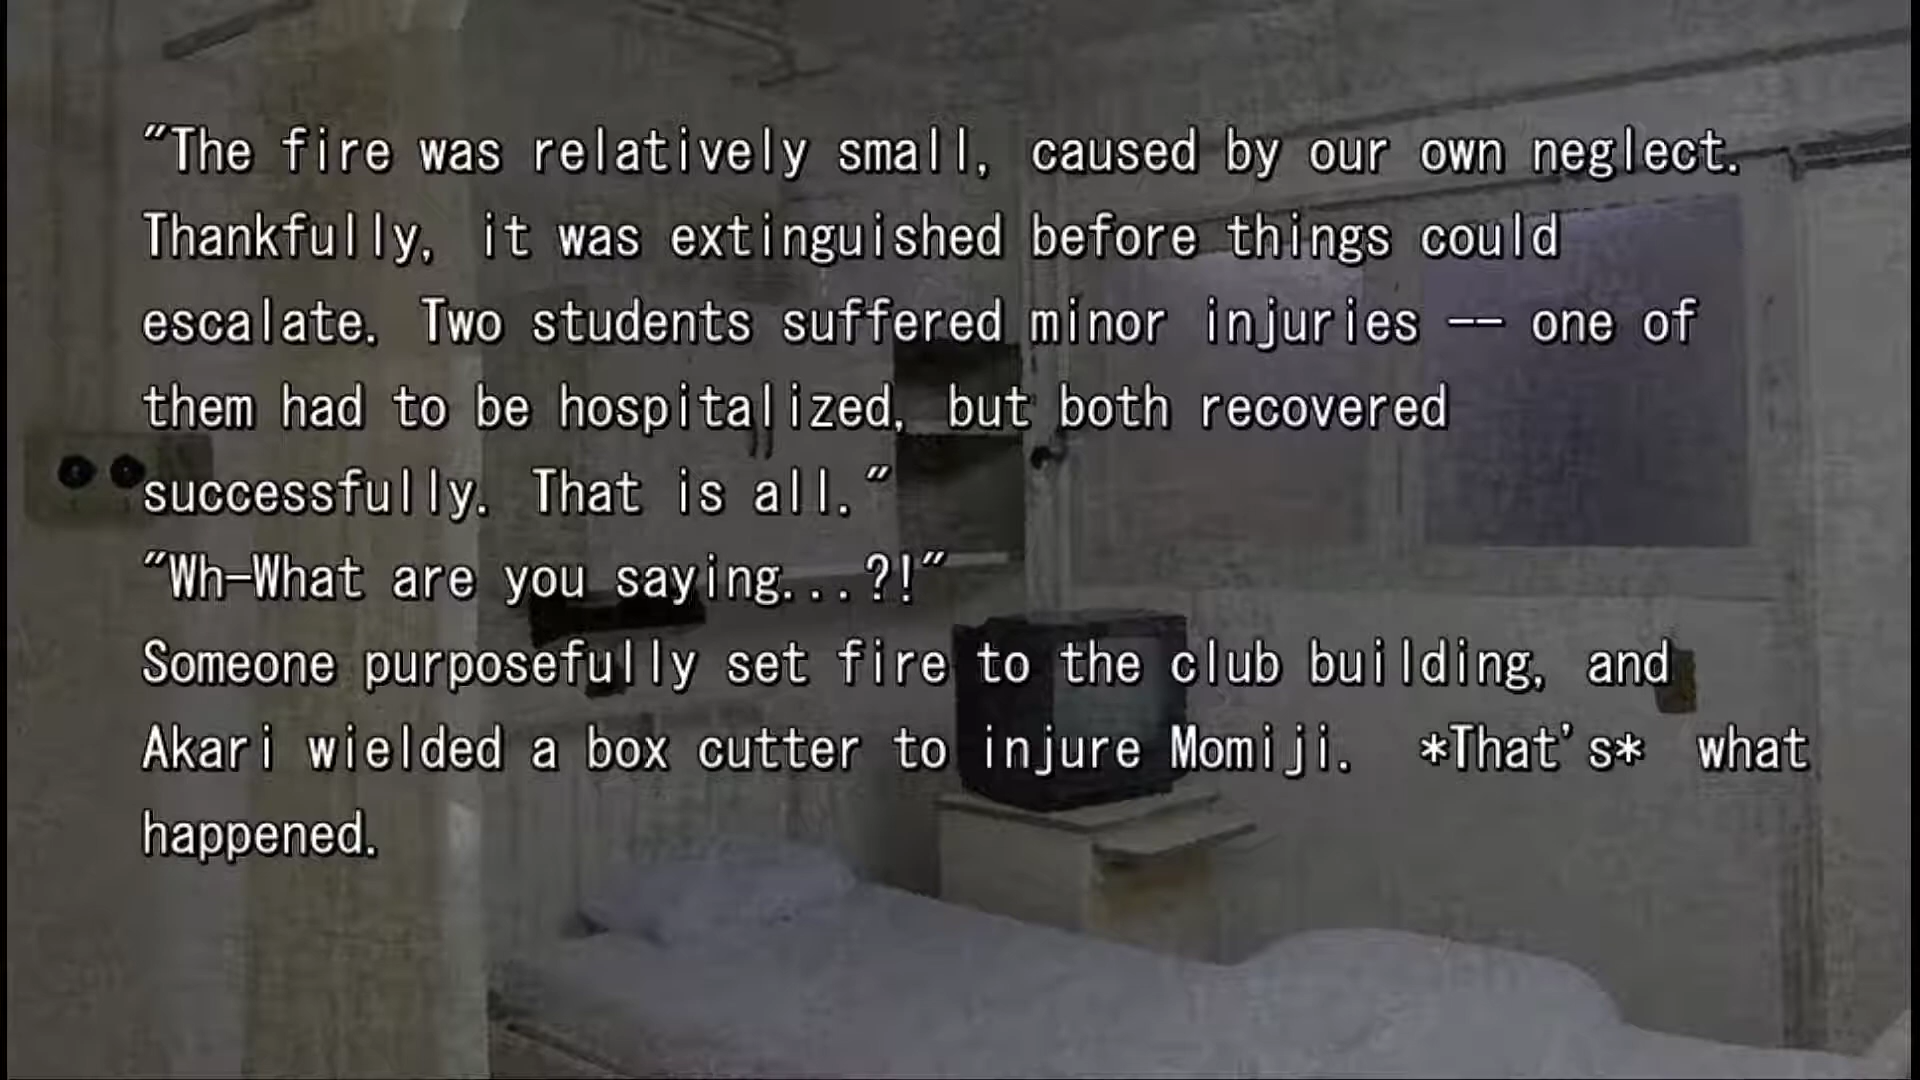 "The fire was relatively small, caused by our own neglect.
Thankfully, it was extinguished before things could
escalate. Two students suffered minor injuries -- one of
them had to be hospitalized, but both recovered
successfully. That is all."
"Wh-What are you saying...?!"
Someone purposefully set fire to the club building, and
Akari wielded a box cutter to injure Momiji. *That's* what
happened.